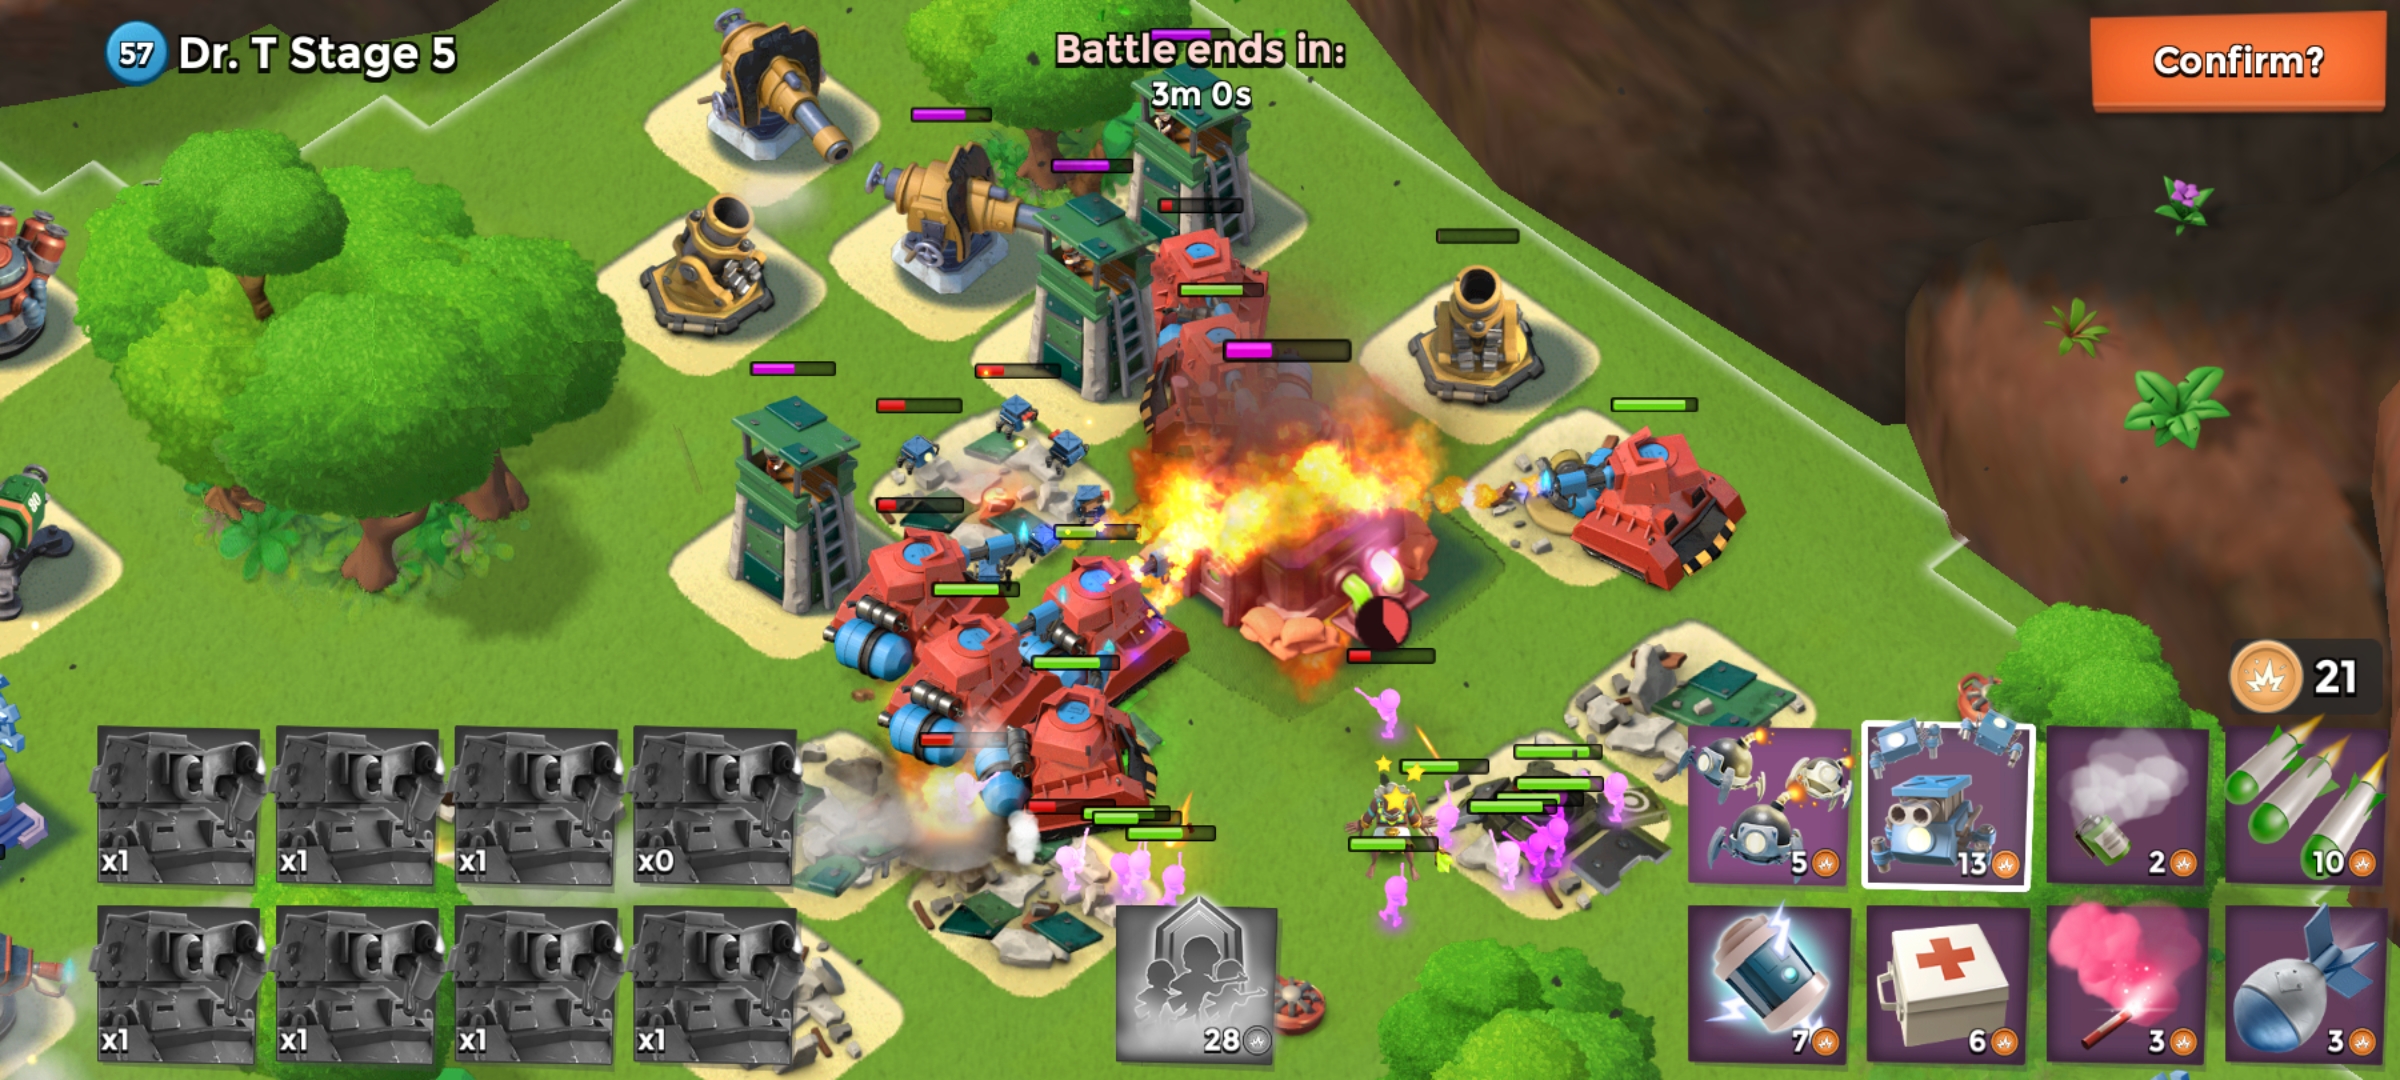 57 Dr. T Stage 5
Battle ends in:
3m 0s
Confirm?
80
21
x1
x1
x1
x0
5
13
2
10
x1
x1
x1
x1
28
7
6
3
3